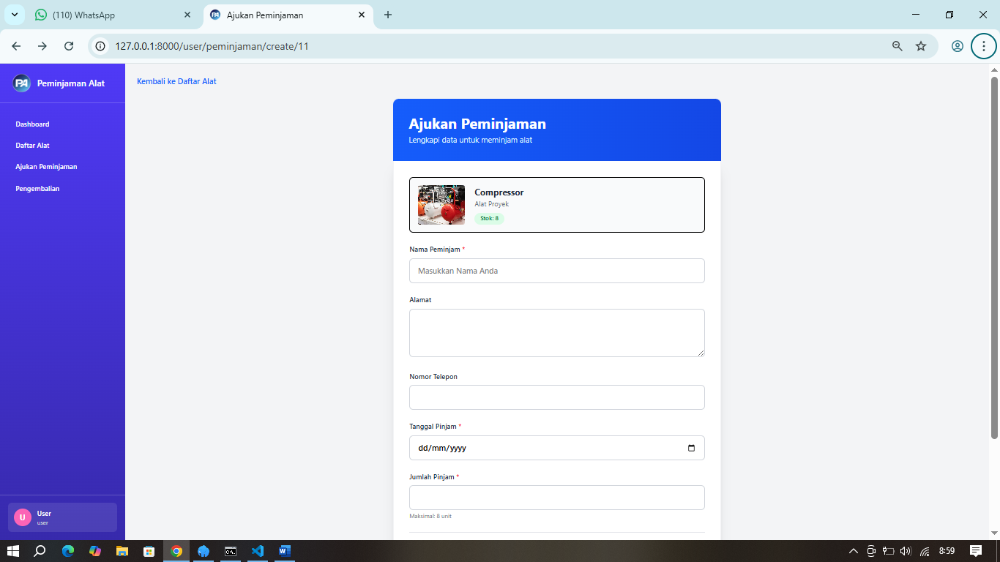 (110) WhatsApp
Ajukan Peminjaman
127.0.0.1:8000/user/peminjaman/create/11
PA Peminjaman Alat
Dashboard
Daftar Alat
Ajukan Peminjaman
Pengembalian
U User
user
Kembali ke Daftar Alat
Ajukan Peminjaman
Lengkapi data untuk meminjam alat
Compressor
Alat Proyek
Stok: 8
Nama Peminjam *
Masukkan Nama Anda
Alamat
Nomor Telepon
Tanggal Pinjam *
dd/mm/yyyy
Jumlah Pinjam *
Maksimal: 8 unit
8:59